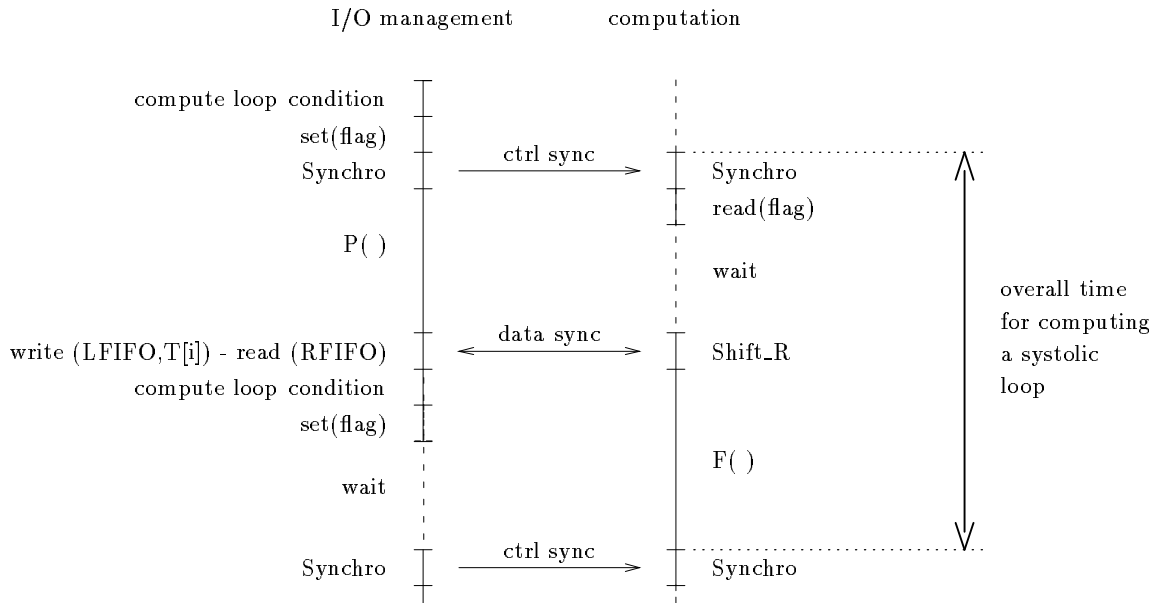 I/O management
computation
compute loop condition
set(flag)
ctrl sync
Synchro
Synchro
read(flag)
P( )
wait
overall time
for computing
a systolic
loop
data sync
write (LFIFO,T[i]) - read (RFIFO)
Shift_R
compute loop condition
set(flag)
F( )
wait
ctrl sync
Synchro
Synchro